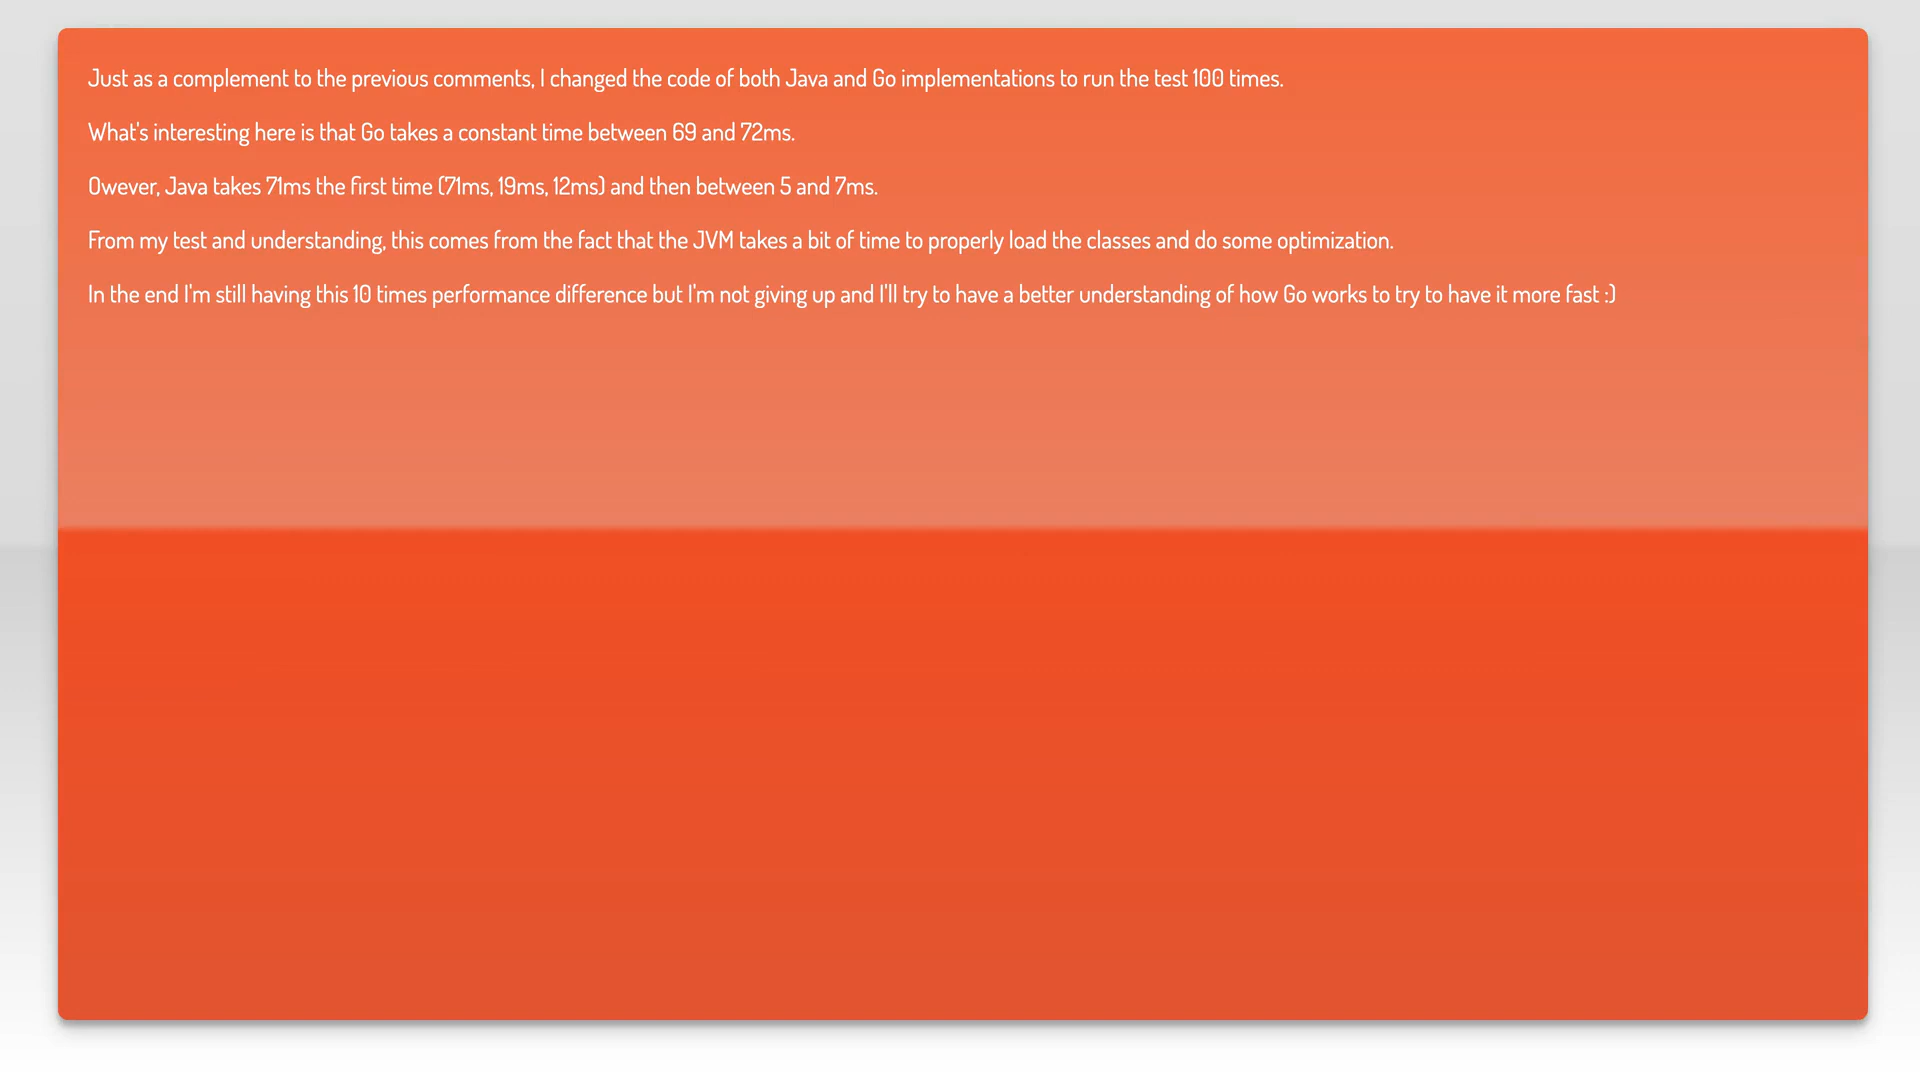 Just as a complement to the previous comments, I changed the code of both Java and Go implementations to run the test 100 times.
What's interesting here is that Go takes a constant time between 69 and 72ms.
Owever, Java takes 71ms the first time (71ms, 19ms, 12ms) and then between 5 and 7ms.
From my test and understanding, this comes from the fact that the JVM takes a bit of time to properly load the classes and do some optimization.
In the end I'm still having this 10 times performance difference but I'm not giving up and I'll try to have a better understanding of how Go works to try to have it more fast :)